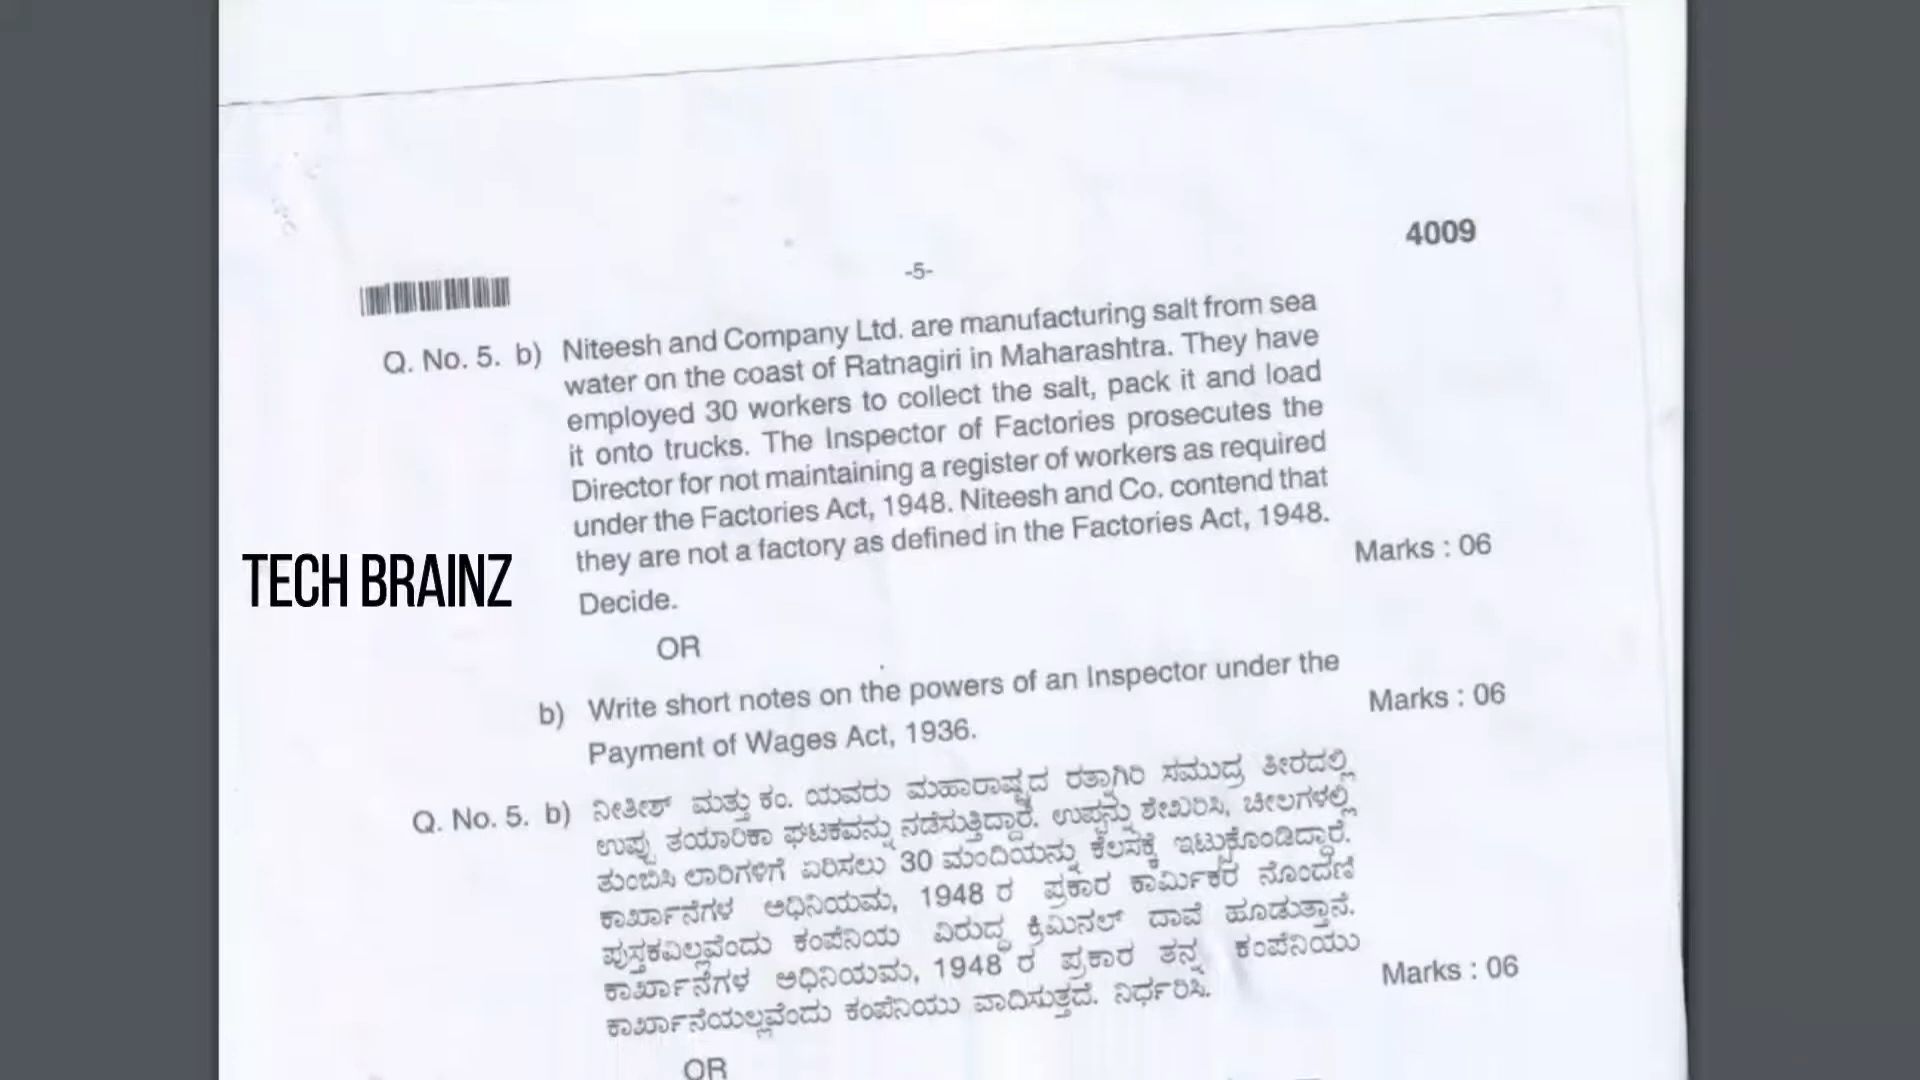 4009
-5-
Q. No. 5. b) Niteesh and Company Ltd. are manufacturing salt from sea
water on the coast of Ratnagiri in Maharashtra. They have
employed 30 workers to collect the salt, pack it and load
it onto trucks. The Inspector of Factories prosecutes the
Director for not maintaining a register of workers as required
under the Factories Act, 1948. Niteesh and Co. contend that
they are not a factory as defined in the Factories Act, 1948.
Decide. Marks : 06
TECH BRAINZ
OR
b) Write short notes on the powers of an Inspector under the
Payment of Wages Act, 1936. Marks : 06
Q. No. 5. b) ನೀತೀಶ್ ಮತ್ತು ಕಂ. ಯವರು ಮಹಾರಾಷ್ಟ್ರದ ರತ್ನಾಗಿರಿ ಸಮುದ್ರ ತೀರದಲ್ಲಿ
ಉಪ್ಪು ತಯಾರಿಕಾ ಘಟಕವನ್ನು ನಡೆಸುತ್ತಿದ್ದಾರೆ. ಉಪ್ಪನ್ನು ಶೇಖರಿಸಿ, ಚೀಲಗಳಲ್ಲಿ
ತುಂಬಿಸಿ ಲಾರಿಗಳಿಗೆ ಏರಿಸಲು 30 ಮಂದಿಯನ್ನು ಕೆಲಸಕ್ಕೆ ಇಟ್ಟುಕೊಂಡಿದ್ದಾರೆ.
ಕಾರ್ಖಾನೆಗಳ ಅಧಿನಿಯಮ, 1948 ರ ಪ್ರಕಾರ ಕಾರ್ಮಿಕರ ನೊಂದಣಿ
ಪುಸ್ತಕವಿಲ್ಲವೆಂದು ಕಂಪೆನಿಯ ವಿರುದ್ಧ ಕ್ರಿಮಿನಲ್ ದಾವೆ ಹೂಡುತ್ತಾನೆ.
ಕಾರ್ಖಾನೆಗಳ ಅಧಿನಿಯಮ, 1948 ರ ಪ್ರಕಾರ ತನ್ನ ಕಂಪೆನಿಯು
ಕಾರ್ಖಾನೆಯಲ್ಲವೆಂದು ಕಂಪೆನಿಯು ವಾದಿಸುತ್ತದೆ. ನಿರ್ಧರಿಸಿ. Marks : 06
OR